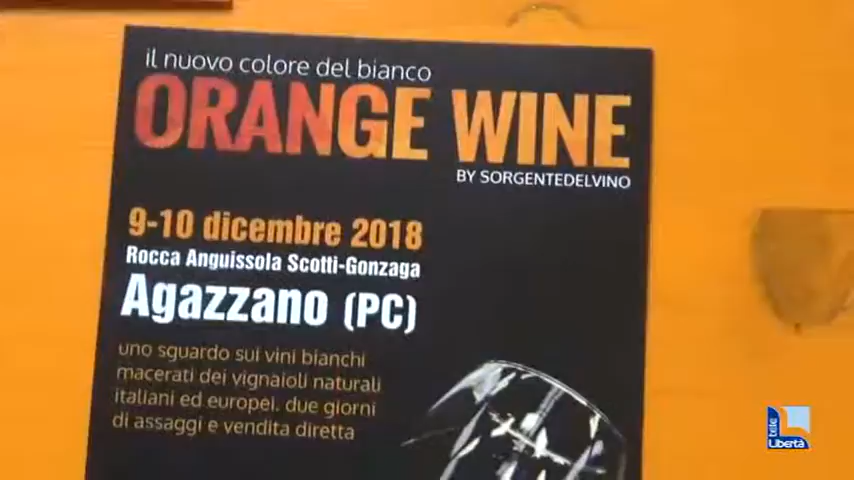 il nuovo colore del bianco
ORANGE WINE
BY SORGENTEDELVINO
9-10 dicembre 2018
Rocca Anguissola Scotti-Gonzaga
Agazzano (PC)
uno sguardo sui vini bianchi
macerati dei vignaioli naturali
italiani ed europei. due giorni
di assaggi e vendita diretta
tele
Libertà